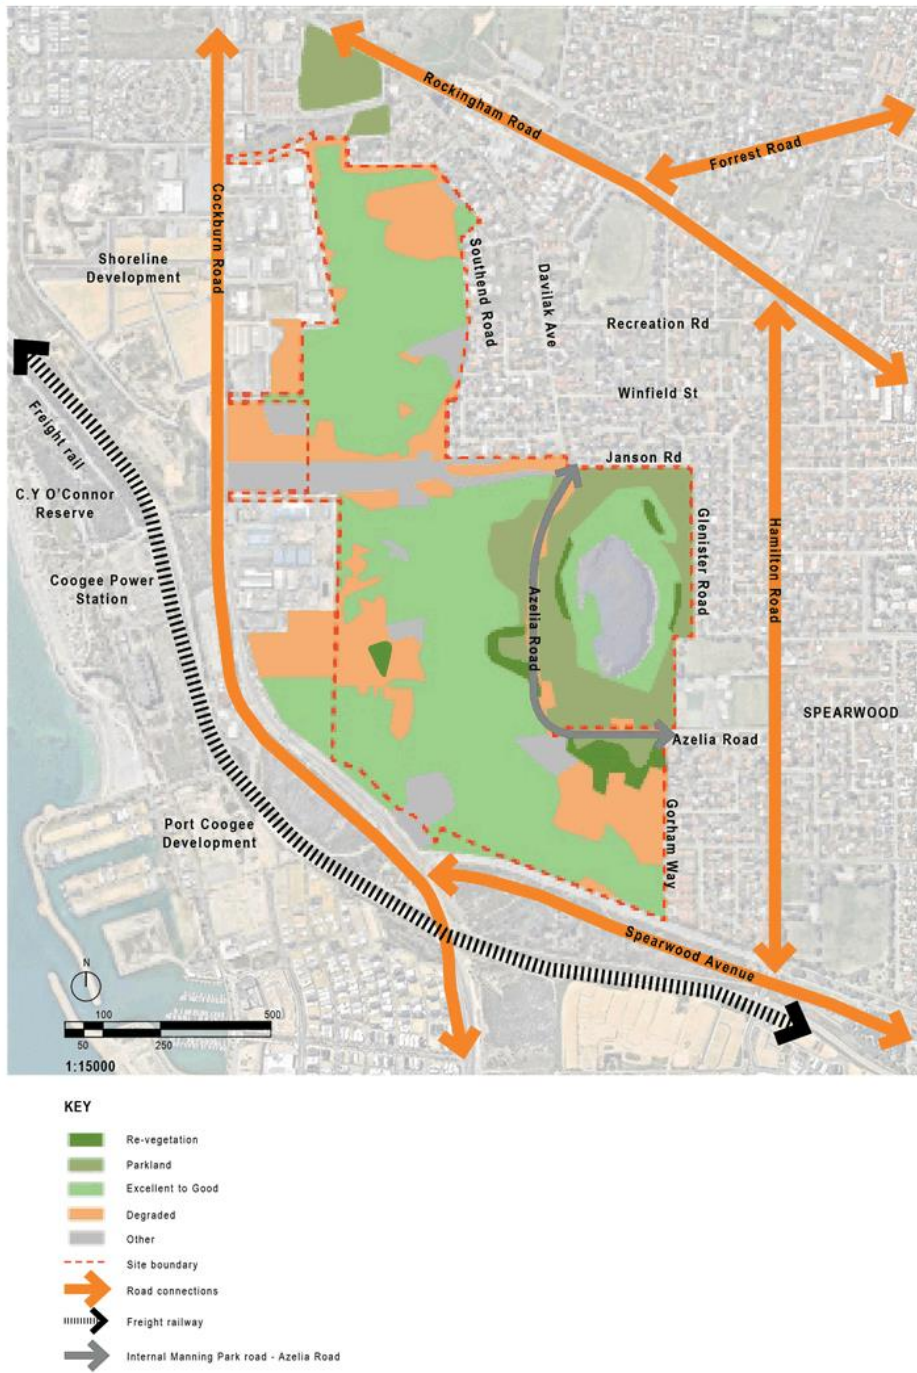 Rockingham Road
Forrest Road
Cockburn Road
Shoreline
Development
Southend Road
Davilak Ave
Recreation Rd
Winfield St
Freight rail
Janson Rd
C.Y O'Connor
Reserve
Glenister Road
Hamilton Road
Coogee Power
Station
Azelia Road
SPEARWOOD
Azelia Road
Port Coogee
Development
Gorham Way
Spearwood Avenue
N
100 500
50 250
1:15000
KEY
Re-vegetation
Parkland
Excellent to Good
Degraded
Other
Site boundary
Road connections
Freight railway
Internal Manning Park road - Azelia Road